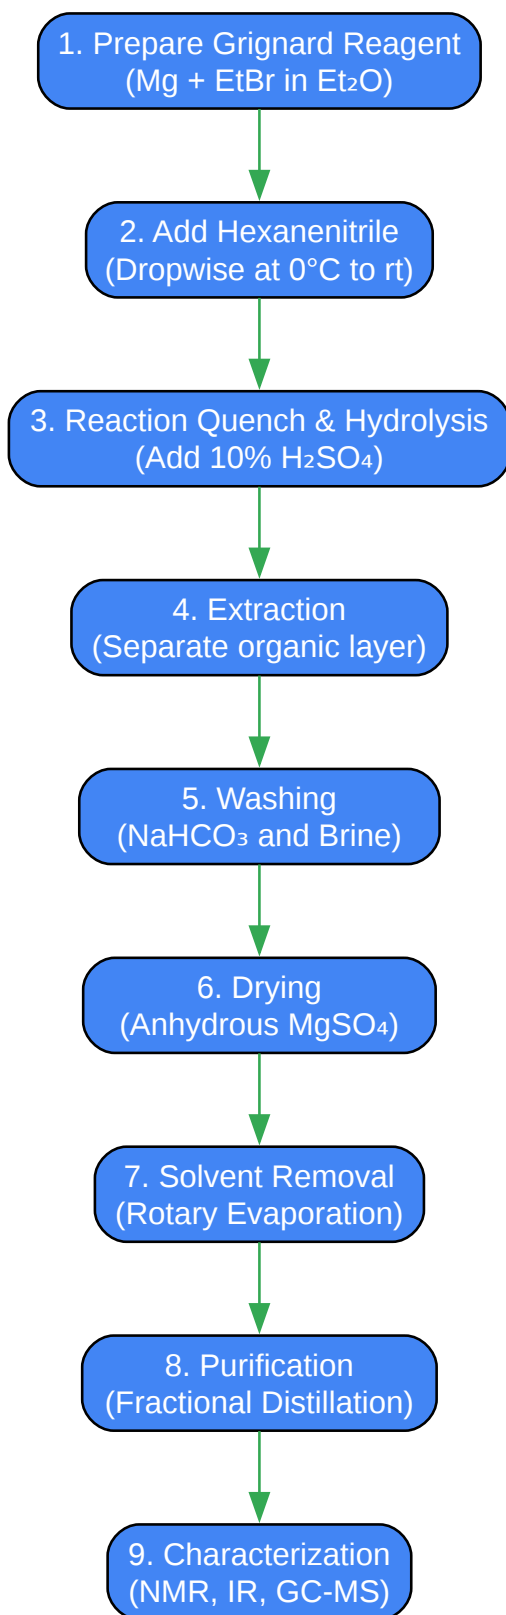 1. Prepare Grignard Reagent
(Mg + EtBr in Et₂O)
2. Add Hexanenitrile
(Dropwise at 0°C to rt)
3. Reaction Quench & Hydrolysis
(Add 10% H₂SO₄)
4. Extraction
(Separate organic layer)
5. Washing
(NaHCO₃ and Brine)
6. Drying
(Anhydrous MgSO₄)
7. Solvent Removal
(Rotary Evaporation)
8. Purification
(Fractional Distillation)
9. Characterization
(NMR, IR, GC-MS)